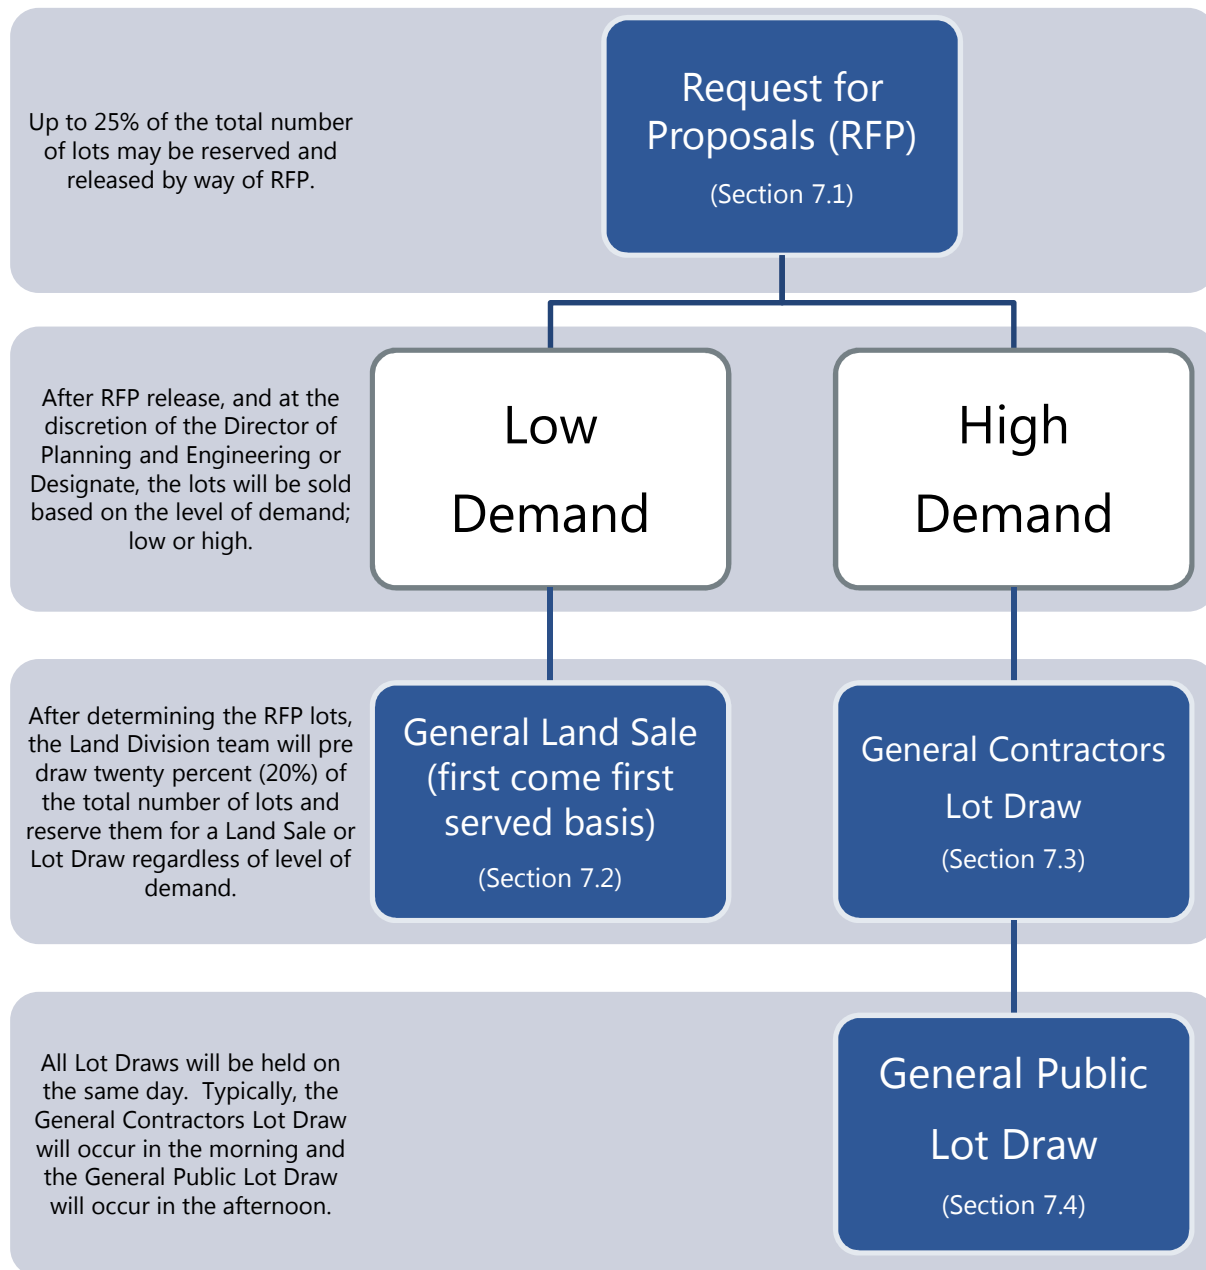 Up to 25% of the total number
of lots may be reserved and
released by way of RFP.
Request for
Proposals (RFP)
(Section 7.1)
After RFP release, and at the
discretion of the Director of
Planning and Engineering or
Designate, the lots will be sold
based on the level of demand;
low or high.
Low
Demand
High
Demand
After determining the RFP lots,
the Land Division team will pre
draw twenty percent (20%) of
the total number of lots and
reserve them for a Land Sale or
Lot Draw regardless of level of
demand.
General Land Sale
(first come first
served basis)
(Section 7.2)
General Contractors
Lot Draw
(Section 7.3)
All Lot Draws will be held on
the same day.  Typically, the
General Contractors Lot Draw
will occur in the morning and
the General Public Lot Draw
will occur in the afternoon.
General Public
Lot Draw
(Section 7.4)